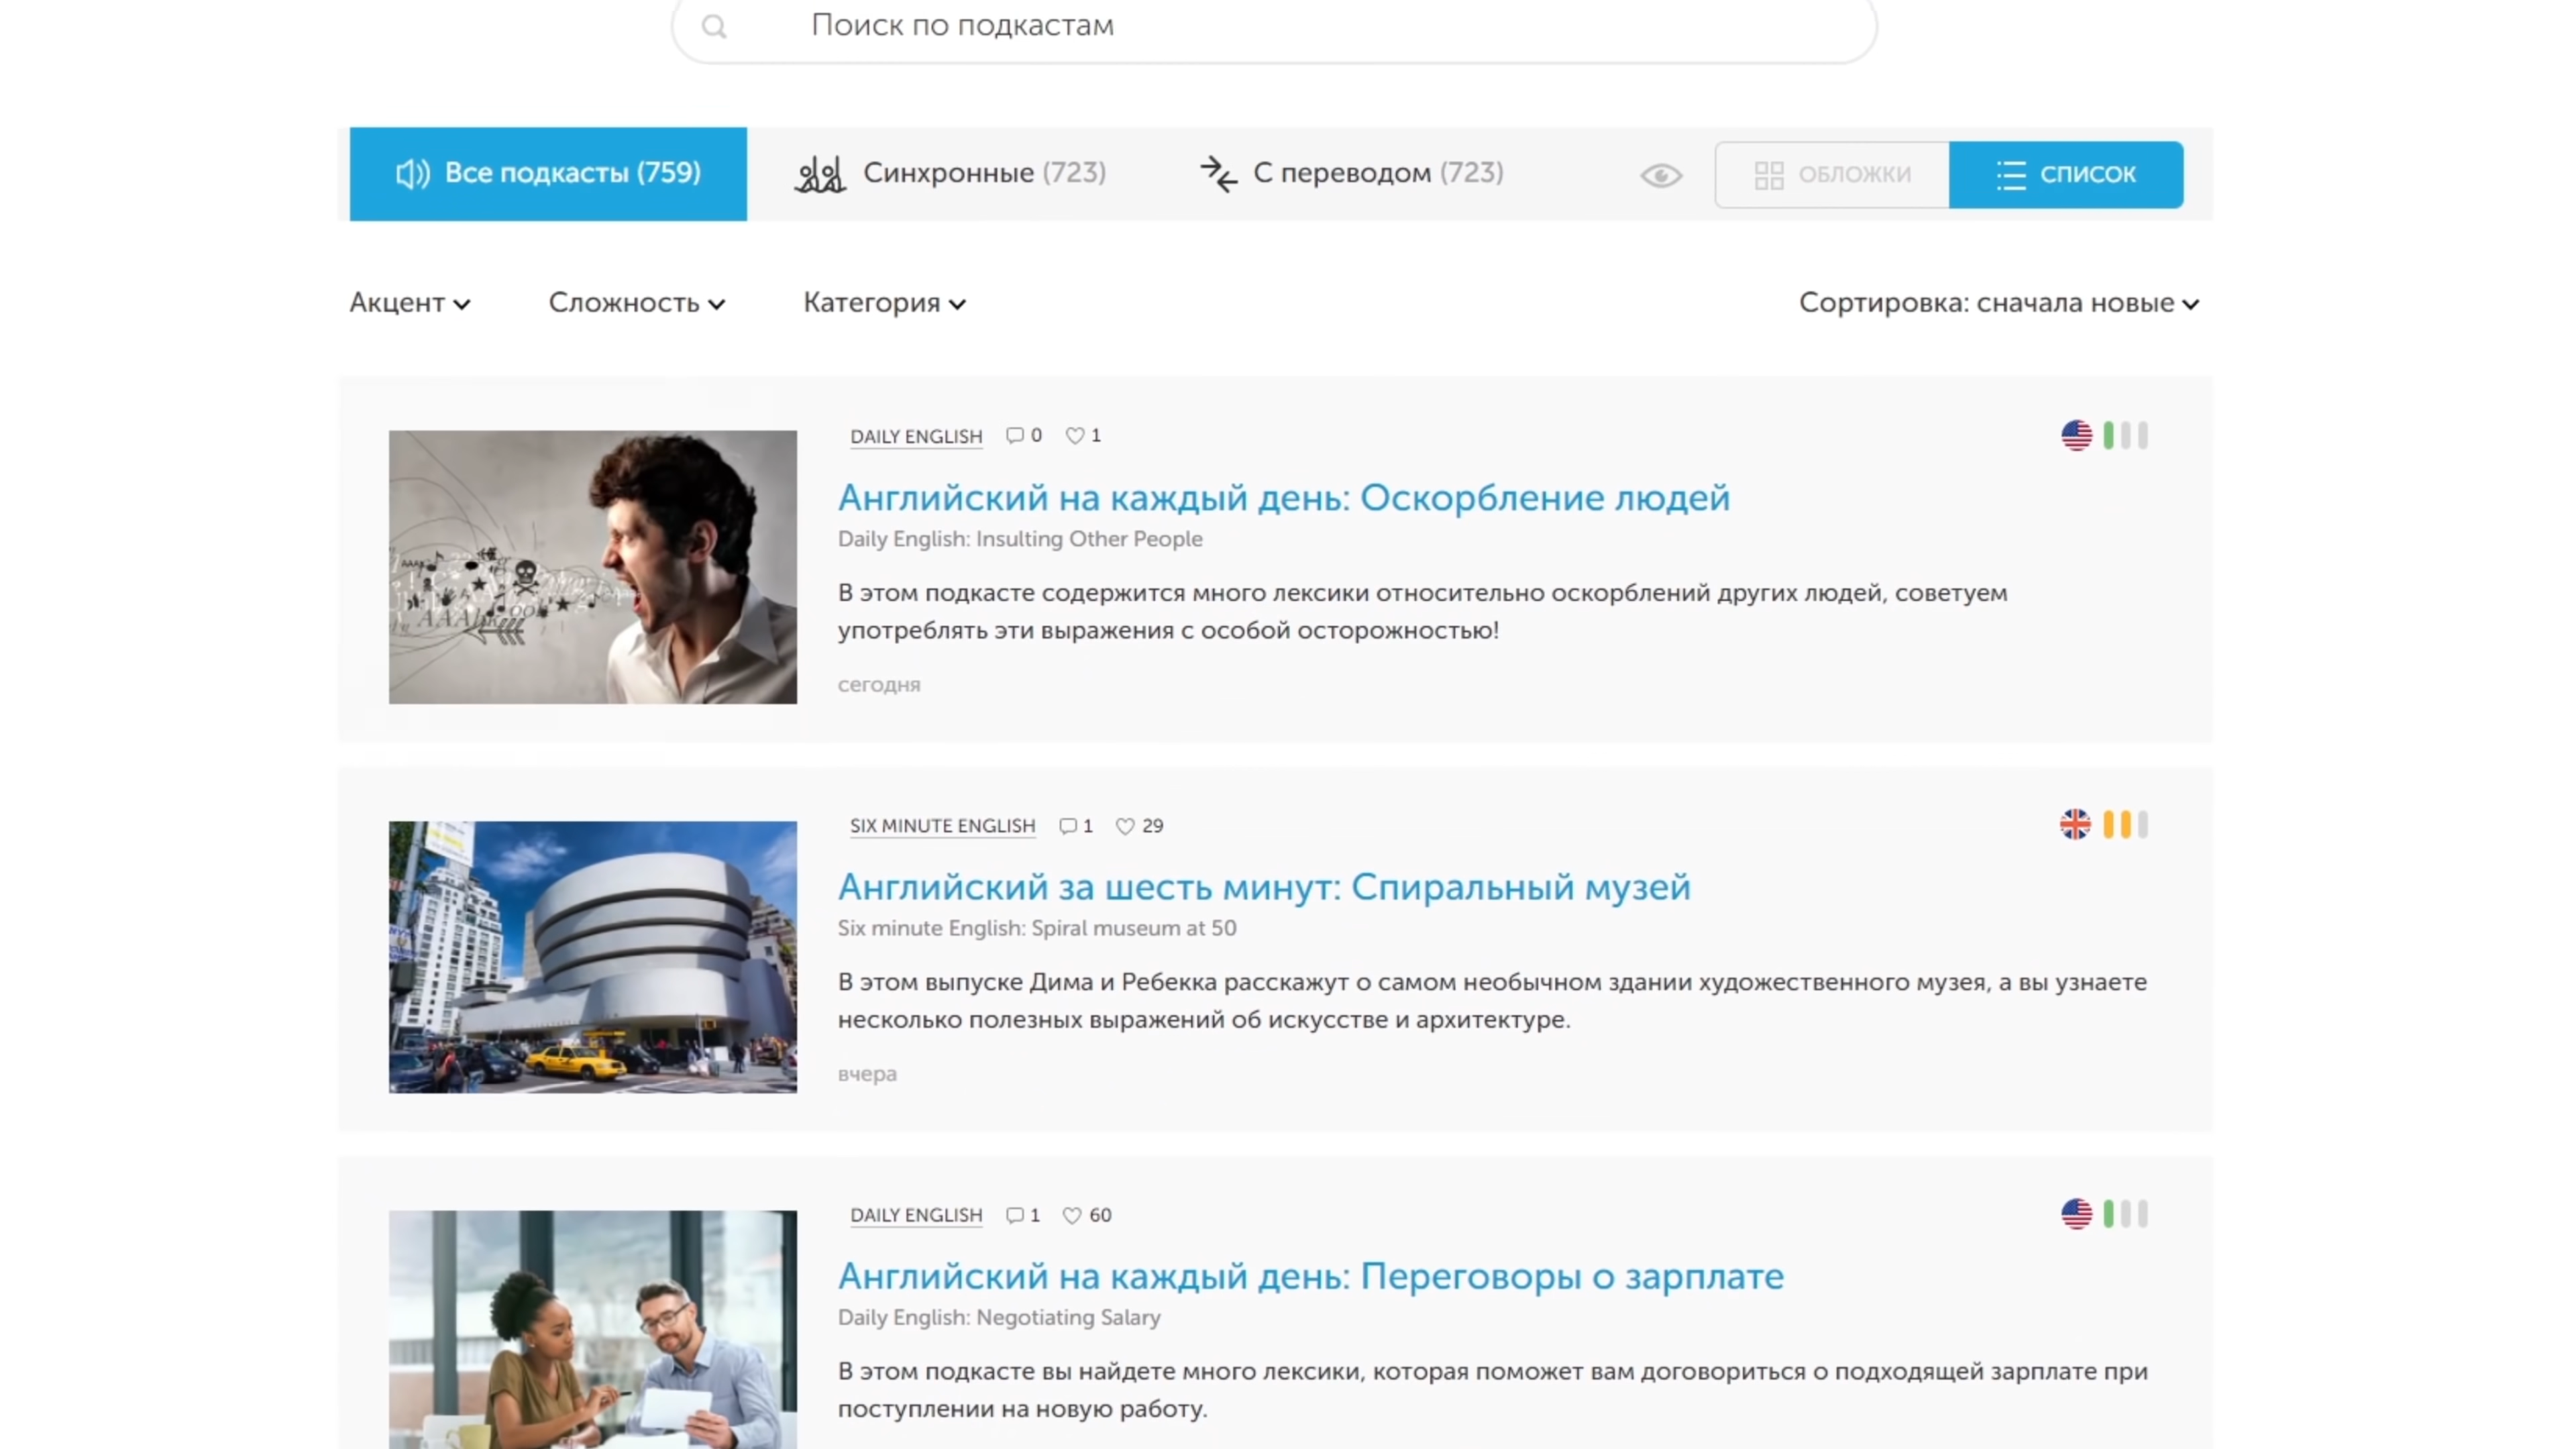 Поиск по подкастам
Все подкасты (759)
Синхронные (723)
С переводом (723)
ОБЛОЖКИ
СПИСОК
Акцент
Сложность
Категория
Сортировка: сначала новые
DAILY ENGLISH 0 1
Английский на каждый день: Оскорбление людей
Daily English: Insulting Other People
В этом подкасте содержится много лексики относительно оскорблений других людей, советуем
употреблять эти выражения с особой осторожностью!
сегодня
SIX MINUTE ENGLISH 1 29
Английский за шесть минут: Спиральный музей
Six minute English: Spiral museum at 50
В этом выпуске Дима и Ребекка расскажут о самом необычном здании художественного музея, а вы узнаете
несколько полезных выражений об искусстве и архитектуре.
вчера
DAILY ENGLISH 1 60
Английский на каждый день: Переговоры о зарплате
Daily English: Negotiating Salary
В этом подкасте вы найдете много лексики, которая поможет вам договориться о подходящей зарплате при
поступлении на новую работу.